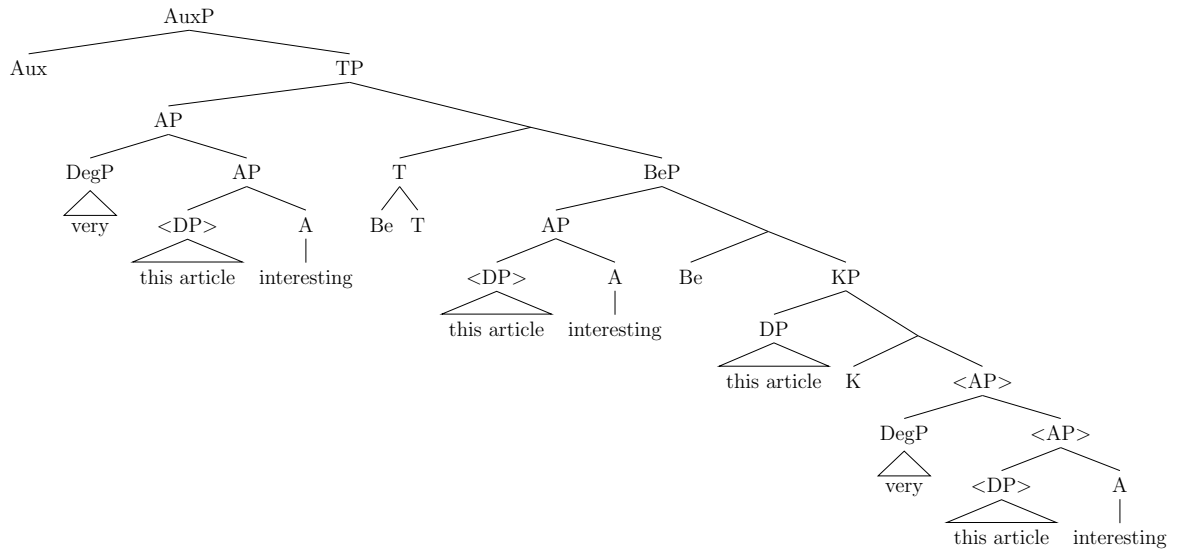 AuxP
Aux TP
AP
DegP AP T BeP
very <DP> A Be T AP
this article interesting <DP> A Be KP
this article interesting DP
this article K <AP>
DegP <AP>
very <DP> A
this article interesting